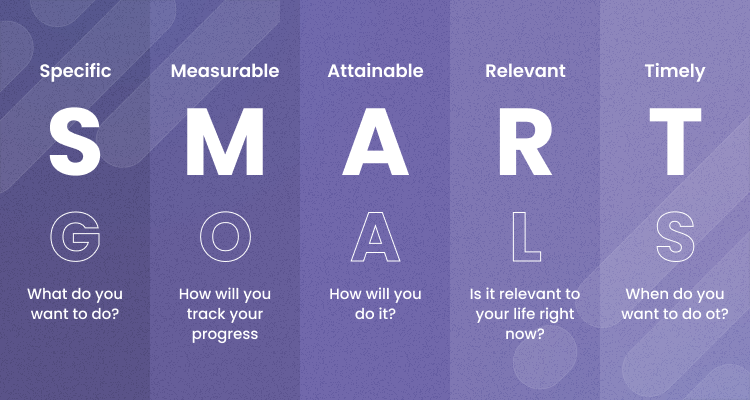 Specific Measurable Attainable Relevant Timely
S M A R T
G O A L S
What do you
want to do?
How will you
track your
progress
How will you
do it?
Is it relevant to
your life right
now?
When do you
want to do ot?